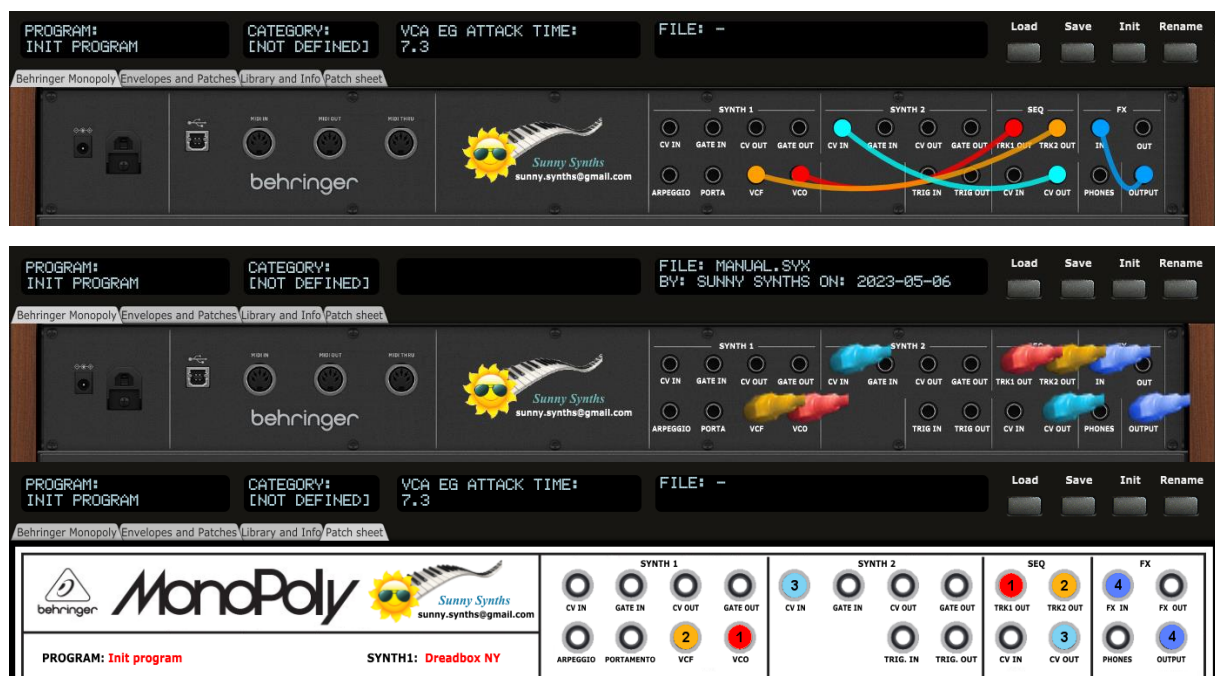 PROGRAM: CATEGORY: VCA EG ATTACK TIME: FILE: - Load Save Init Rename
INIT PROGRAM [NOT DEFINED] 7.3
Behringer Monopoly Envelopes and Patches Library and Info Patch sheet
SYNTH 1 SYNTH 2 SEQ FX
MIDI IN MIDI OUT MIDI THRU
CV IN GATE IN CV OUT GATE OUT CV IN GATE IN CV OUT GATE OUT TRK1 OUT TRK2 OUT IN OUT
Sunny Synths
sunny.synths@gmail.com
behringer
ARPEGGIO PORTA VCF VCO TRIG IN TRIG OUT CV IN CV OUT PHONES OUTPUT
PROGRAM: CATEGORY: FILE: MANUAL.SYX Load Save Init Rename
INIT PROGRAM [NOT DEFINED] BY: SUNNY SYNTHS ON: 2023-05-06
Behringer Monopoly Envelopes and Patches Library and Info Patch sheet
SYNTH 1 SYNTH 2
MIDI IN MIDI OUT MIDI THRU
CV IN GATE IN CV OUT GATE OUT CV IN GATE IN CV OUT GATE OUT TRK1 OUT TRK2 OUT IN OUT
Sunny Synths
sunny.synths@gmail.com
behringer
ARPEGGIO PORTA VCF VCO TRIG IN TRIG OUT CV IN CV OUT PHONES OUTPUT
PROGRAM: CATEGORY: VCA EG ATTACK TIME: FILE: - Load Save Init Rename
INIT PROGRAM [NOT DEFINED] 7.3
Behringer Monopoly Envelopes and Patches Library and Info Patch sheet
SYNTH 1 SYNTH 2 SEQ FX
3 1 2 4
behringer MonoPoly Sunny Synths
sunny.synths@gmail.com
CV IN GATE IN CV OUT GATE OUT CV IN GATE IN CV OUT GATE OUT TRK1 OUT TRK2 OUT FX IN FX OUT
2 1 3 4
PROGRAM: Init program SYNTH1: Dreadbox NY
ARPEGGIO PORTAMENTO VCF VCO TRIG. IN TRIG. OUT CV IN CV OUT PHONES OUTPUT